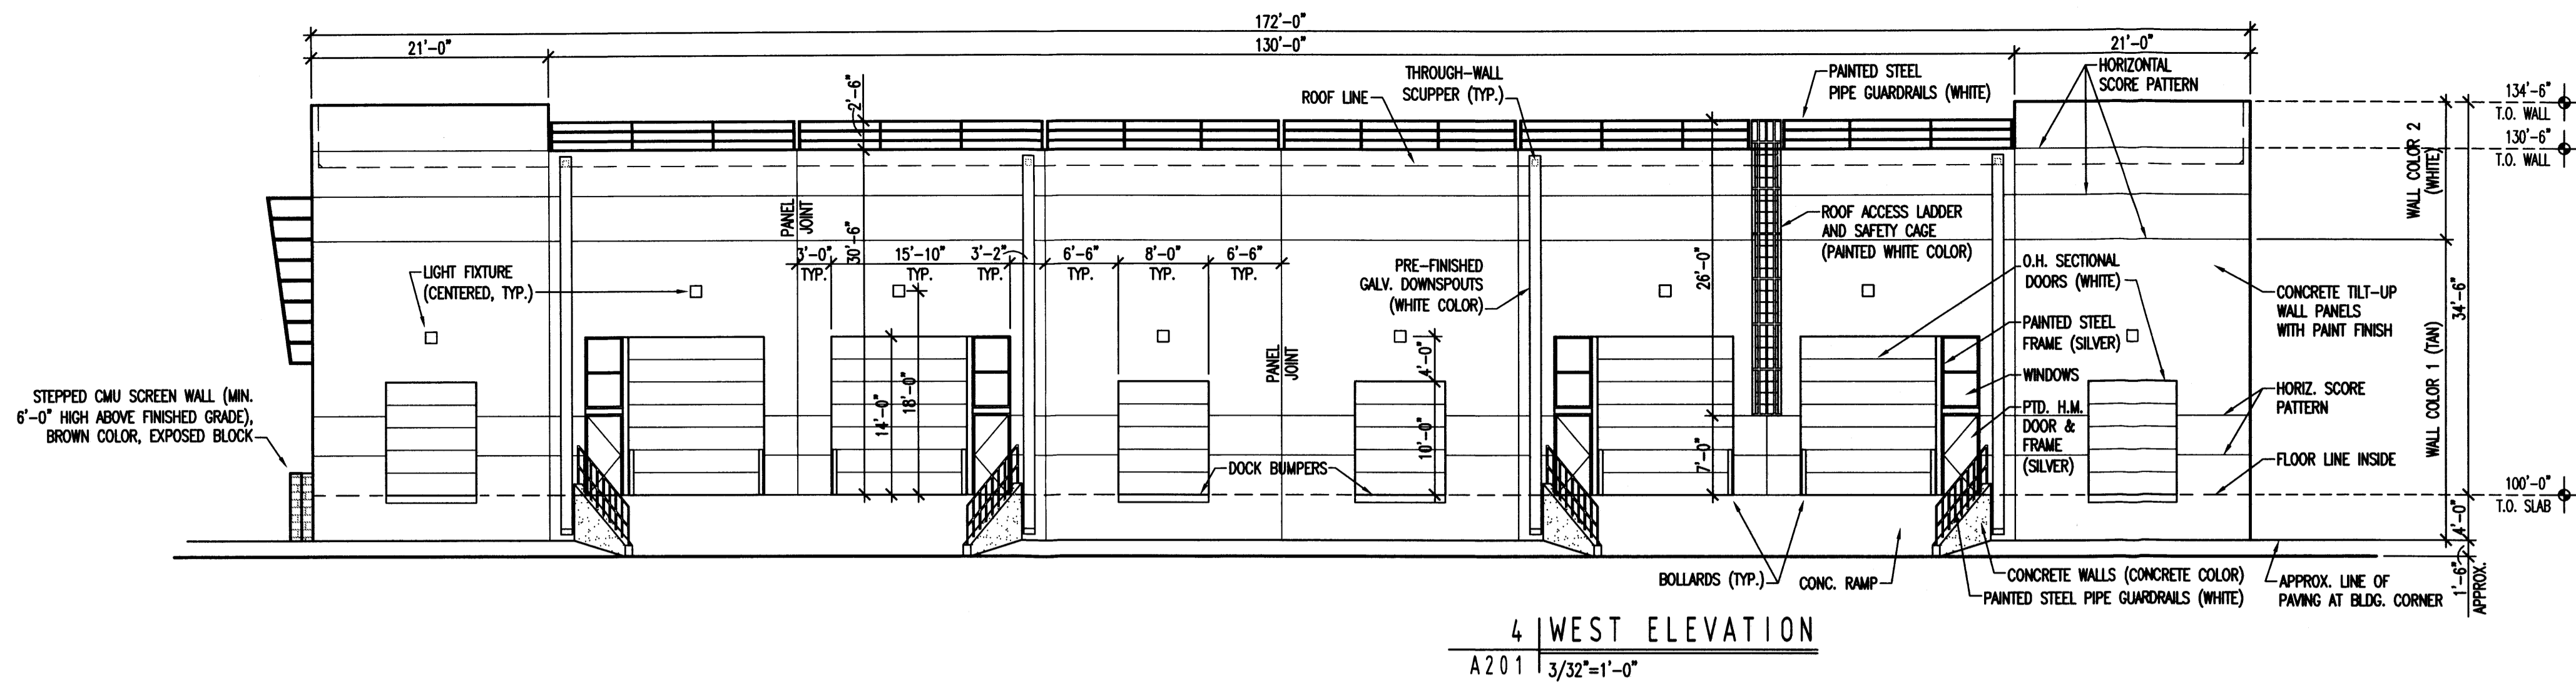 172'-0"
21'-0"
130'-0"
21'-0"
2'-6"
THROUGH-WALL
SCUPPER (TYP.)
ROOF LINE
PAINTED STEEL
PIPE GUARDRAILS (WHITE)
HORIZONTAL
SCORE PATTERN
134'-6"
T.O. WALL
130'-6"
T.O. WALL
WALL COLOR 2
(WHITE)
PANEL
JOINT
30'-6"
3'-0"
TYP.
15'-10"
TYP.
3'-2"
TYP.
6'-6"
TYP.
8'-0"
TYP.
6'-6"
TYP.
ROOF ACCESS LADDER
AND SAFETY CAGE
(PAINTED WHITE COLOR)
LIGHT FIXTURE
(CENTERED, TYP.)
PRE-FINISHED
GALV. DOWNSPOUTS
(WHITE COLOR)
26'-0"
O.H. SECTIONAL
DOORS (WHITE)
CONCRETE TILT-UP
WALL PANELS
WITH PAINT FINISH
34'-6"
PAINTED STEEL
FRAME (SILVER)
PANEL
JOINT
4'-0"
WINDOWS
WALL COLOR 1 (TAN)
STEPPED CMU SCREEN WALL (MIN.
6'-0" HIGH ABOVE FINISHED GRADE),
BROWN COLOR, EXPOSED BLOCK
14'-0"
18'-0"
10'-0"
7'-0"
PTD. H.M.
DOOR &
FRAME
(SILVER)
HORIZ. SCORE
PATTERN
DOCK BUMPERS
FLOOR LINE INSIDE
100'-0"
T.O. SLAB
4'-0"
BOLLARDS (TYP.)
CONC. RAMP
CONCRETE WALLS (CONCRETE COLOR)
PAINTED STEEL PIPE GUARDRAILS (WHITE)
APPROX. LINE OF
PAVING AT BLDG. CORNER
1'-6"
APPROX.
4
WEST ELEVATION
A201
3/32"=1'-0"